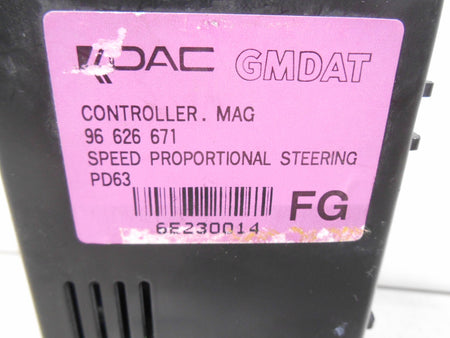 DAC GMDAT
CONTROLLER. MAG
96 626 671
SPEED PROPORTIONAL STEERING
PD63
FG
6E230014